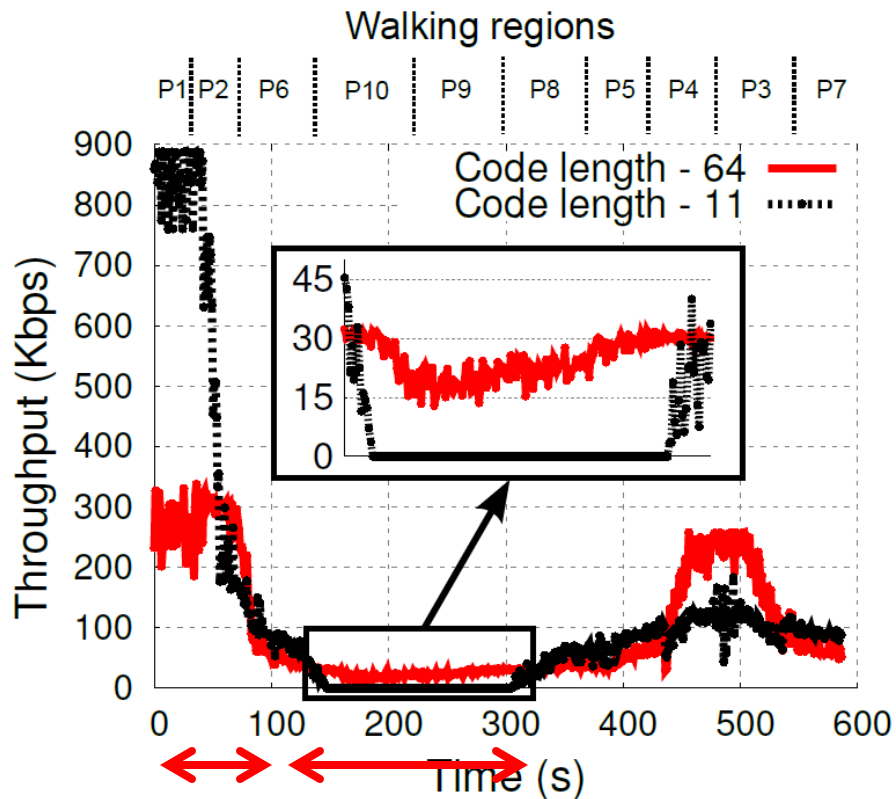 Walking regions
P1 P2 P6 P10 P9 P8 P5 P4 P3 P7
900
800
700
600
500
400
300
200
100
0
Throughput (Kbps)
Code length - 64
Code length - 11
45
30
15
0
0 100 200 300 400 500 600
Time (s)